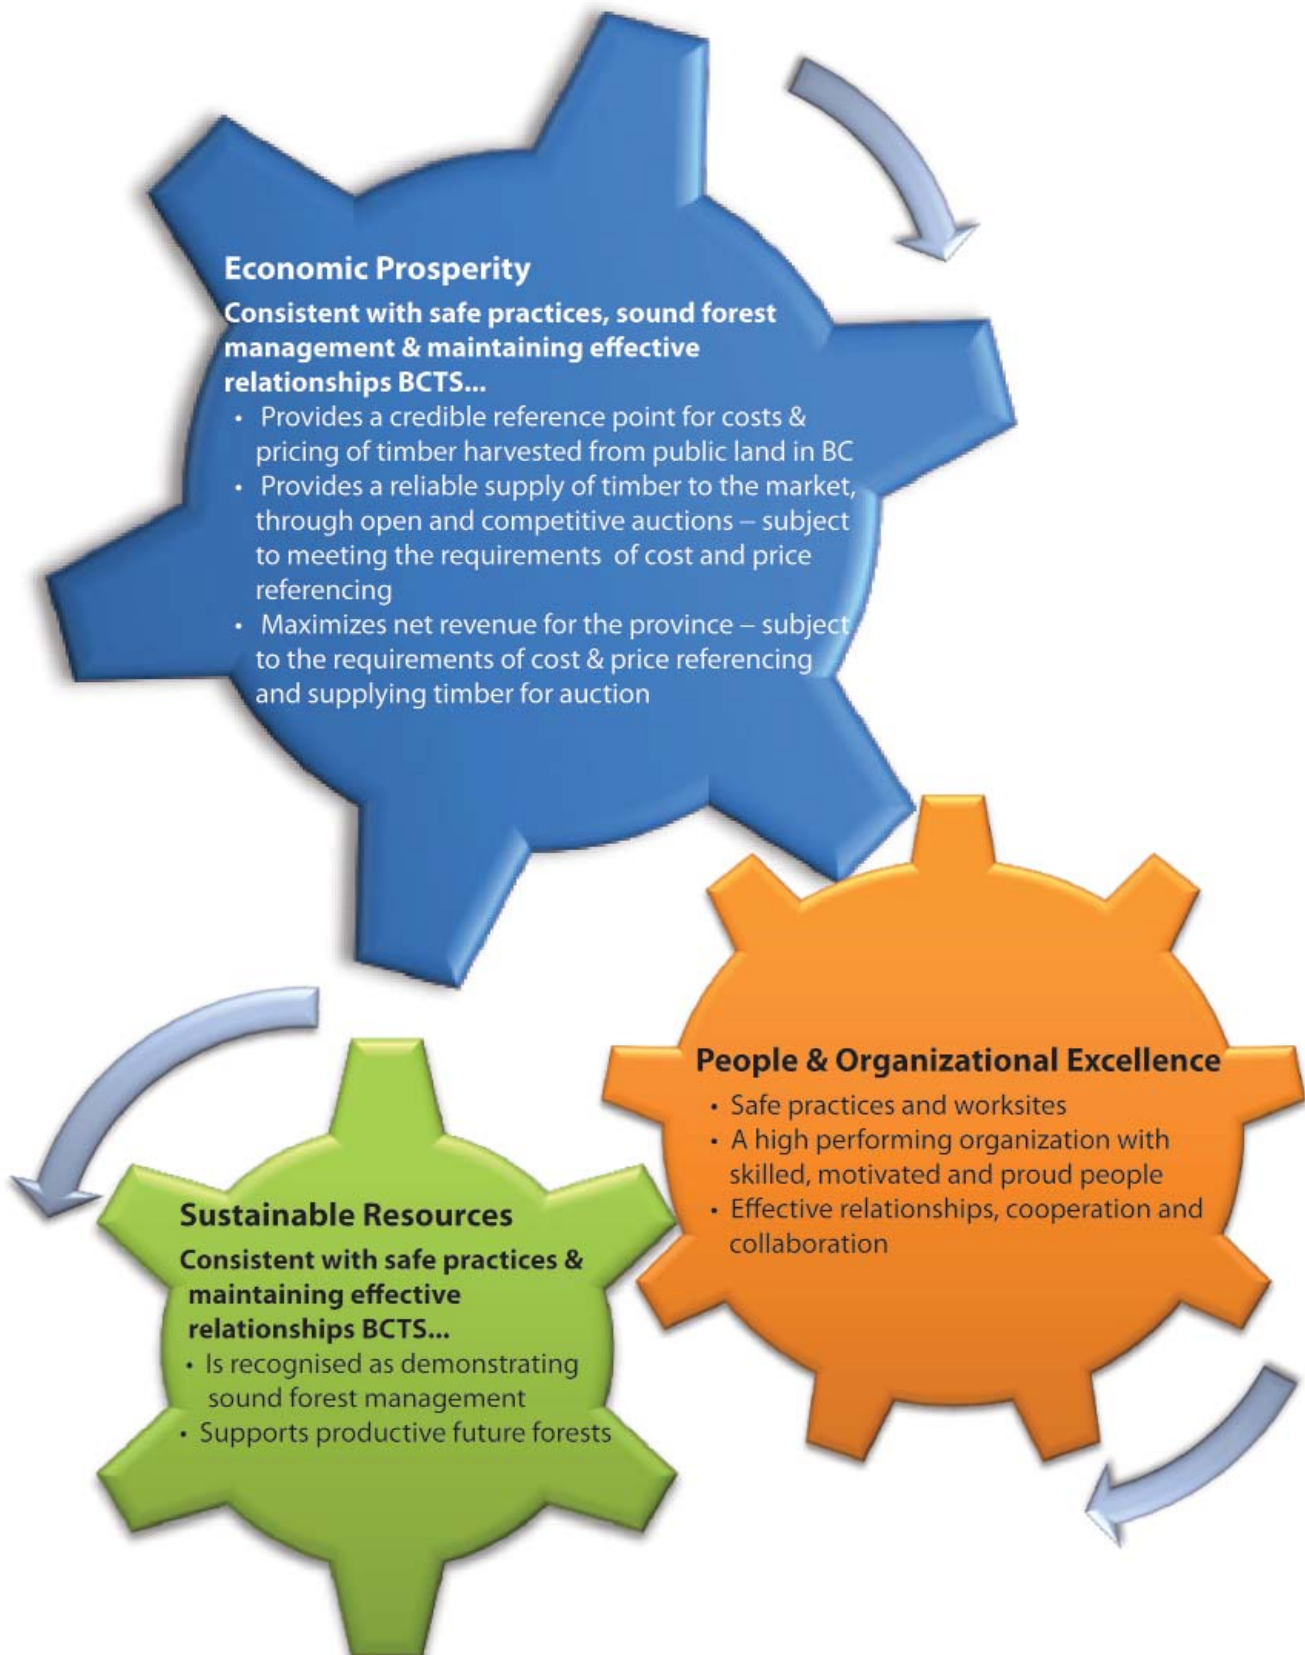 Economic Prosperity
Consistent with safe practices, sound forest
management & maintaining effective
relationships BCTS...
• Provides a credible reference point for costs &
pricing of timber harvested from public land in BC
• Provides a reliable supply of timber to the market,
through open and competitive auctions – subject
to meeting the requirements of cost and price
referencing
• Maximizes net revenue for the province – subject
to the requirements of cost & price referencing
and supplying timber for auction
People & Organizational Excellence
• Safe practices and worksites
• A high performing organization with
skilled, motivated and proud people
• Effective relationships, cooperation and
collaboration
Sustainable Resources
Consistent with safe practices &
maintaining effective
relationships BCTS...
• Is recognised as demonstrating
sound forest management
• Supports productive future forests